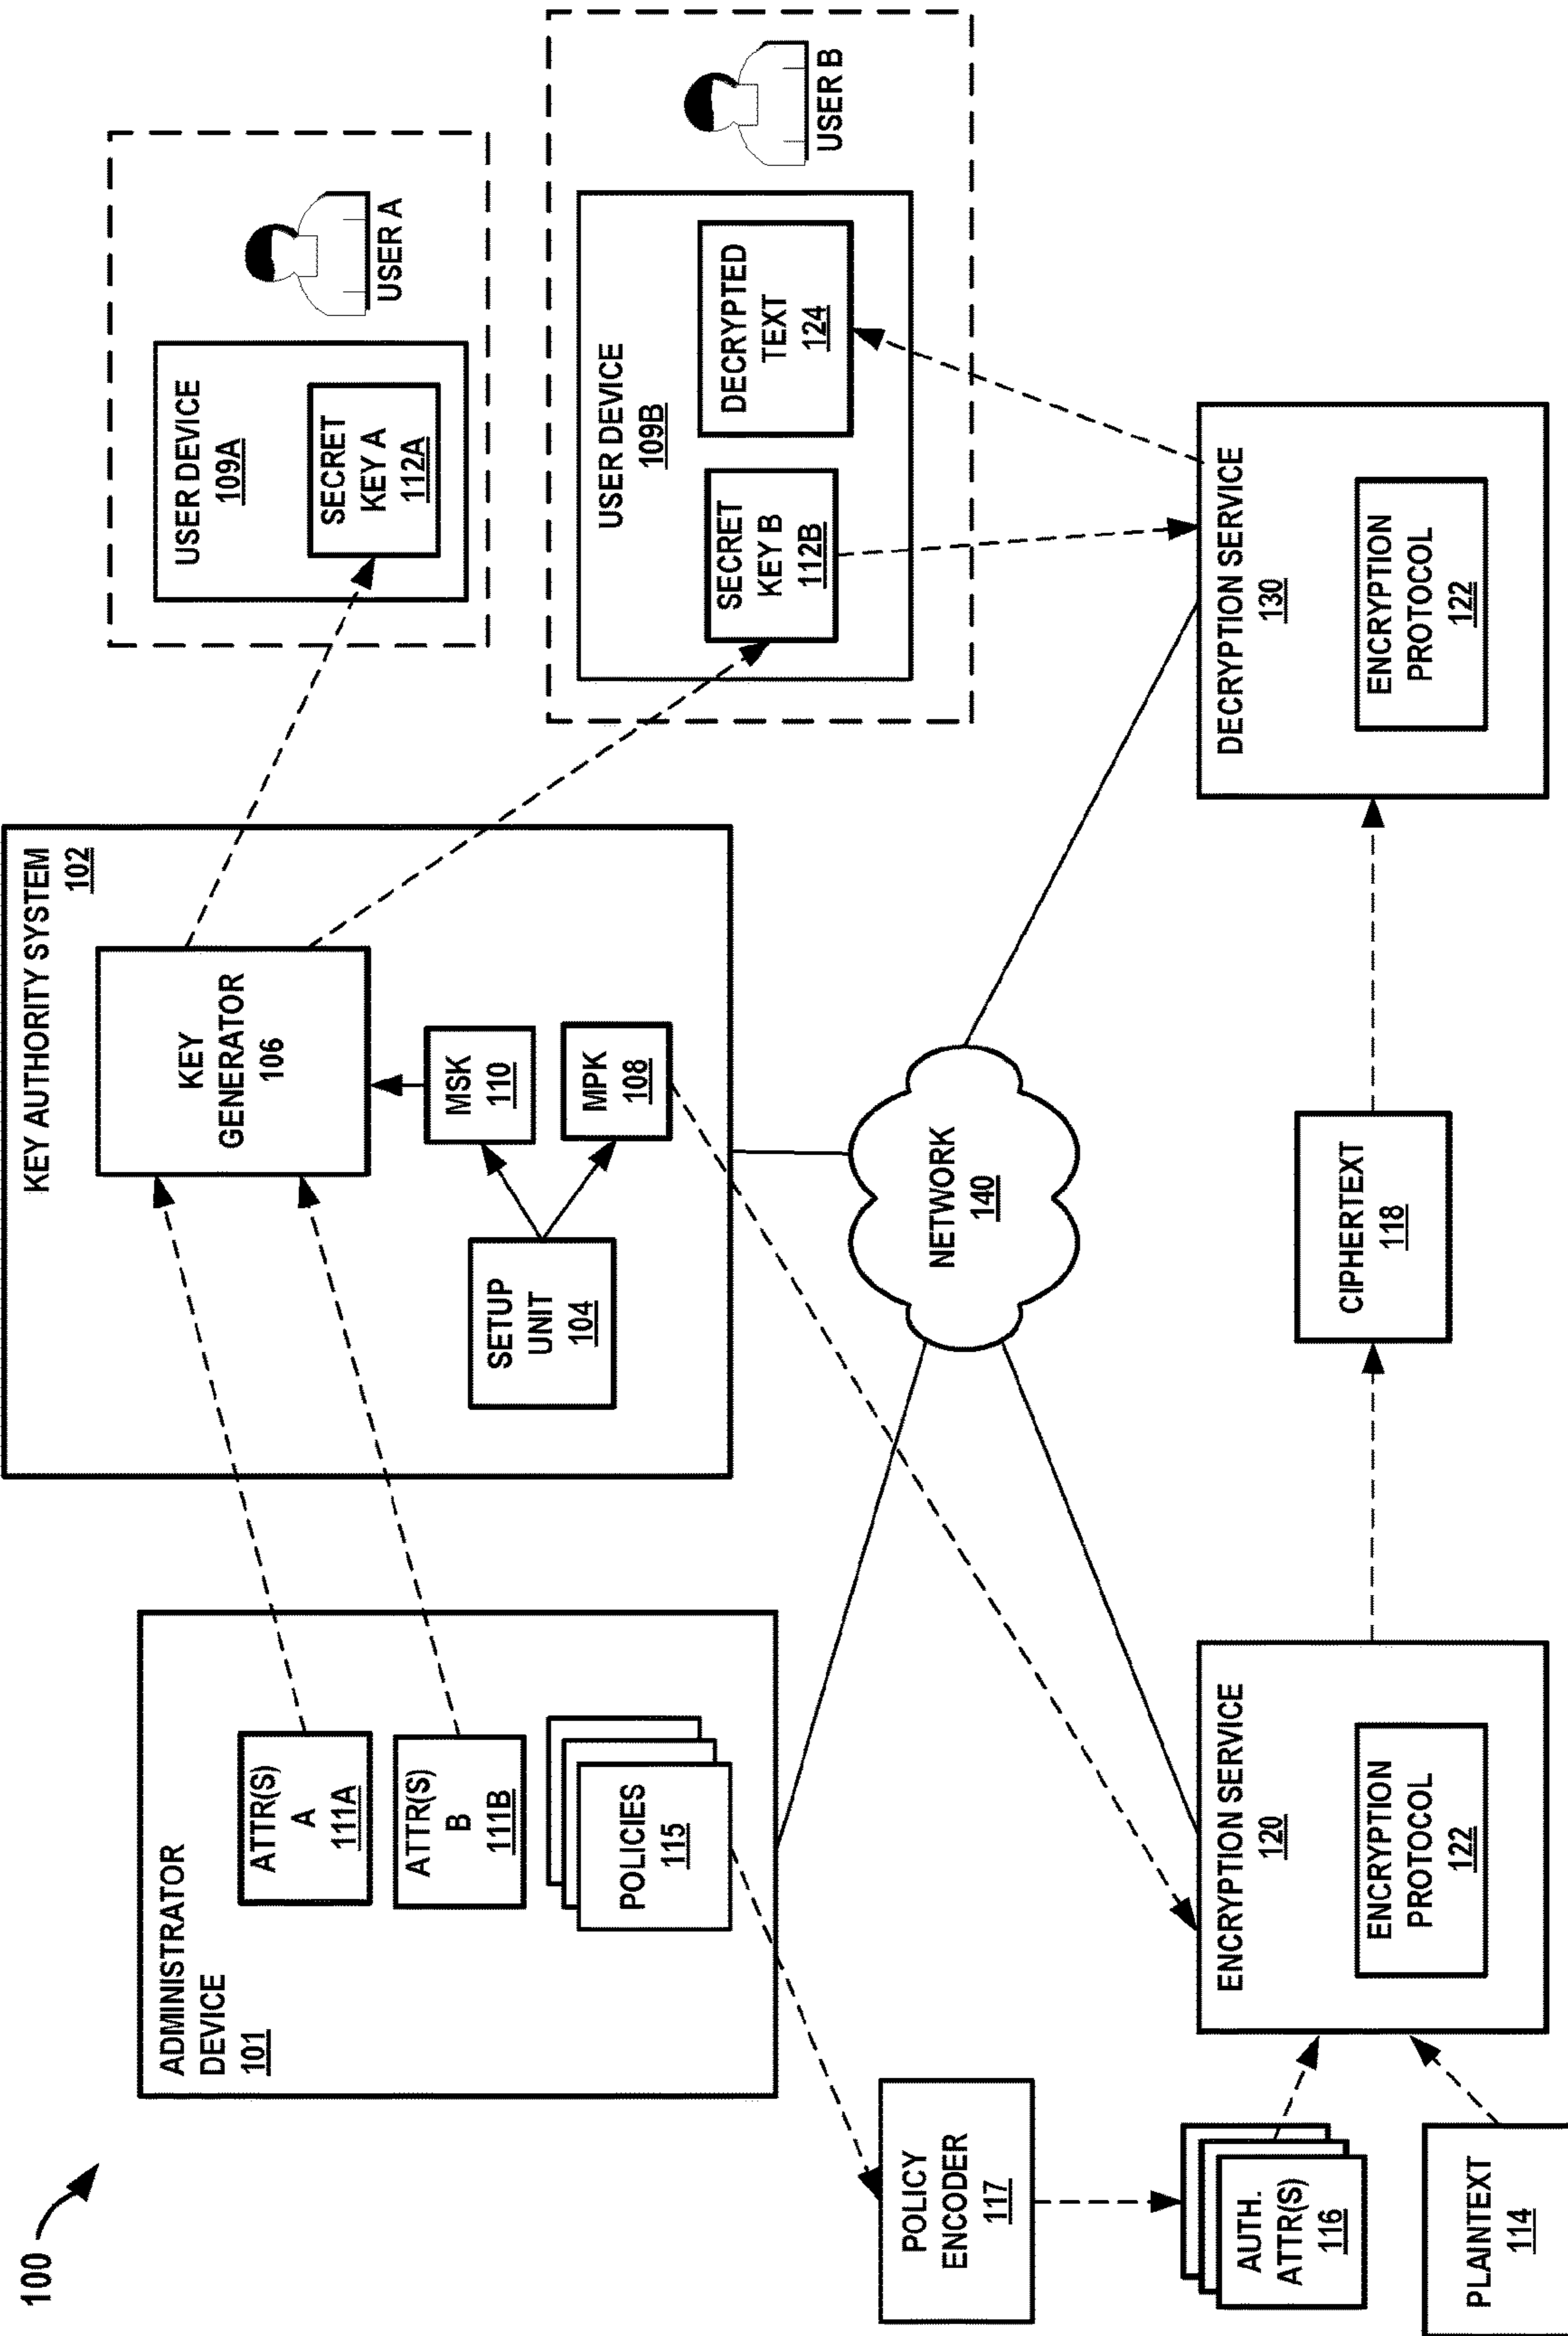 100
ADMINISTRATOR
DEVICE
101
ATTR(S)
A
111A
ATTR(S)
B
111B
POLICIES
115
KEY AUTHORITY SYSTEM
102
KEY
GENERATOR
106
MSK
110
MPK
108
SETUP
UNIT
104
USER DEVICE
109A
SECRET
KEY A
112A
USER A
USER DEVICE
109B
SECRET
KEY B
112B
DECRYPTED
TEXT
124
USER B
POLICY
ENCODER
117
AUTH.
ATTR(S)
116
PLAINTEXT
114
NETWORK
140
ENCRYPTION SERVICE
120
ENCRYPTION
PROTOCOL
122
CIPHERTEXT
118
DECRYPTION SERVICE
130
ENCRYPTION
PROTOCOL
122